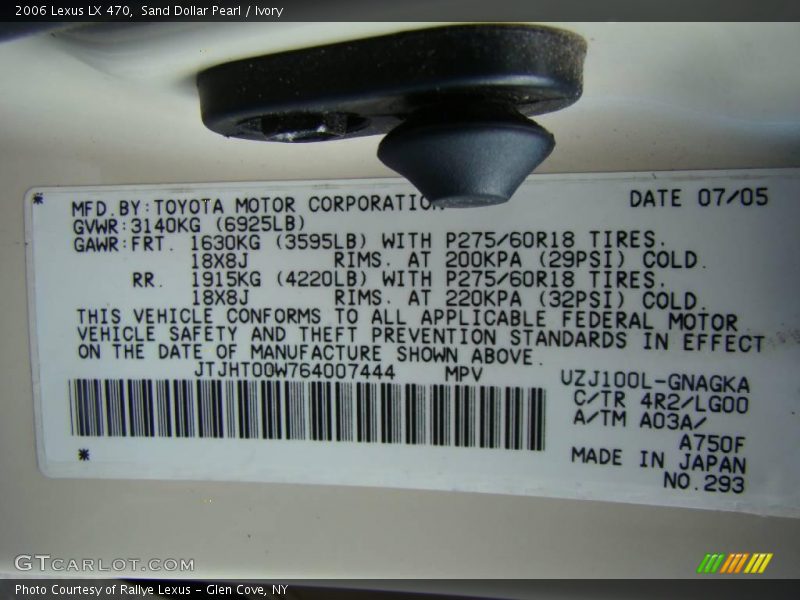 2006 Lexus LX 470, Sand Dollar Pearl / Ivory
DATE 07/05
MFD.BY:TOYOTA MOTOR CORPORATION
GVWR:3140KG (6925LB)
GAWR:FRT. 1630KG (3595LB) WITH P275/60R18 TIRES.
18X8J RIMS. AT 200KPA (29PSI) COLD.
RR. 1915KG (4220LB) WITH P275/60R18 TIRES.
18X8J RIMS. AT 220KPA (32PSI) COLD.
THIS VEHICLE CONFORMS TO ALL APPLICABLE FEDERAL MOTOR
VEHICLE SAFETY AND THEFT PREVENTION STANDARDS IN EFFECT
ON THE DATE OF MANUFACTURE SHOWN ABOVE.
JTJHT00W764007444 MPV
UZJ100L-GNAGKA
C/TR 4R2/LG00
A/TM A03A/
A750F
MADE IN JAPAN
NO.293
GTCARLOT.COM
Photo Courtesy of Rallye Lexus - Glen Cove, NY